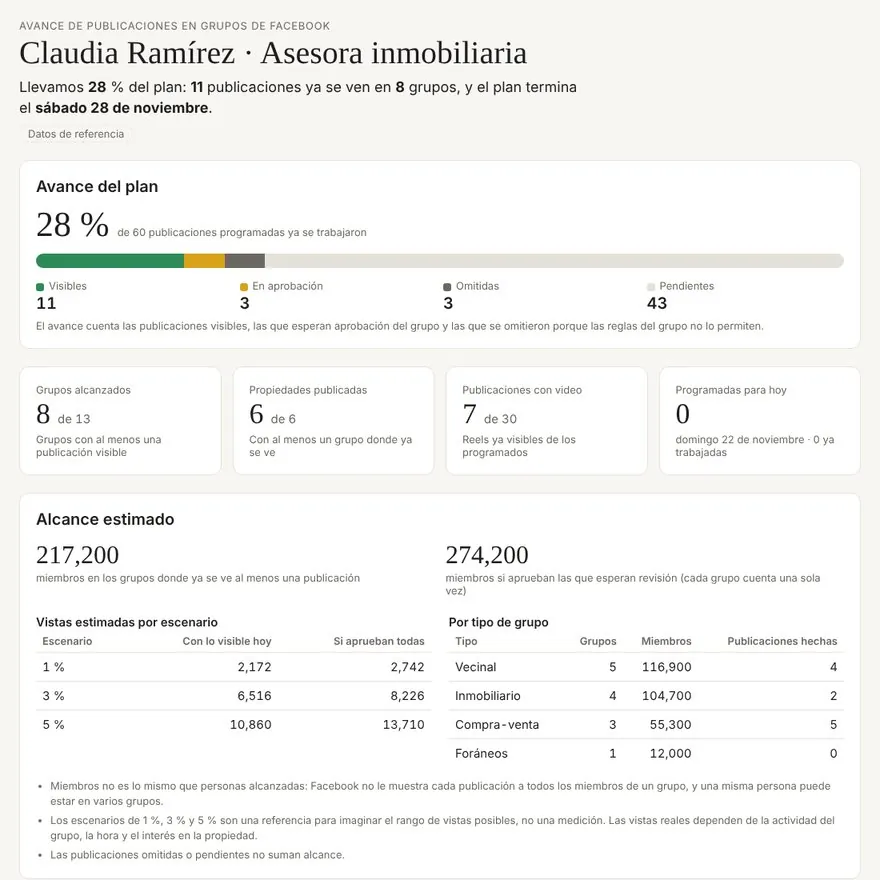 AVANCE DE PUBLICACIONES EN GRUPOS DE FACEBOOK
Claudia Ramírez · Asesora inmobiliaria
Llevamos 28 % del plan: 11 publicaciones ya se ven en 8 grupos, y el plan termina
el sábado 28 de noviembre.
Datos de referencia
Avance del plan
28 % de 60 publicaciones programadas ya se trabajaron
Visibles En aprobación Omitidas Pendientes
11 3 3 43
El avance cuenta las publicaciones visibles, las que esperan aprobación del grupo y las que se omitieron porque las reglas del grupo no lo permiten.
Grupos alcanzados
8 de 13
Grupos con al menos una
publicación visible
Propiedades publicadas
6 de 6
Con al menos un grupo donde ya
se ve
Publicaciones con video
7 de 30
Reels ya visibles de los
programados
Programadas para hoy
0
domingo 22 de noviembre · 0 ya
trabajadas
Alcance estimado
217,200
miembros en los grupos donde ya se ve al menos una publicación
274,200
miembros si aprueban las que esperan revisión (cada grupo cuenta una sola
vez)
Vistas estimadas por escenario
Escenario Con lo visible hoy Si aprueban todas
1 % 2,172 2,742
3 % 6,516 8,226
5 % 10,860 13,710
Por tipo de grupo
Tipo Grupos Miembros Publicaciones hechas
Vecinal 5 116,900 4
Inmobiliario 4 104,700 2
Compra-venta 3 55,300 5
Foráneos 1 12,000 0
• Miembros no es lo mismo que personas alcanzadas: Facebook no le muestra cada publicación a todos los miembros de un grupo, y una misma persona puede
estar en varios grupos.
• Los escenarios de 1 %, 3 % y 5 % son una referencia para imaginar el rango de vistas posibles, no una medición. Las vistas reales dependen de la actividad del
grupo, la hora y el interés en la propiedad.
• Las publicaciones omitidas o pendientes no suman alcance.